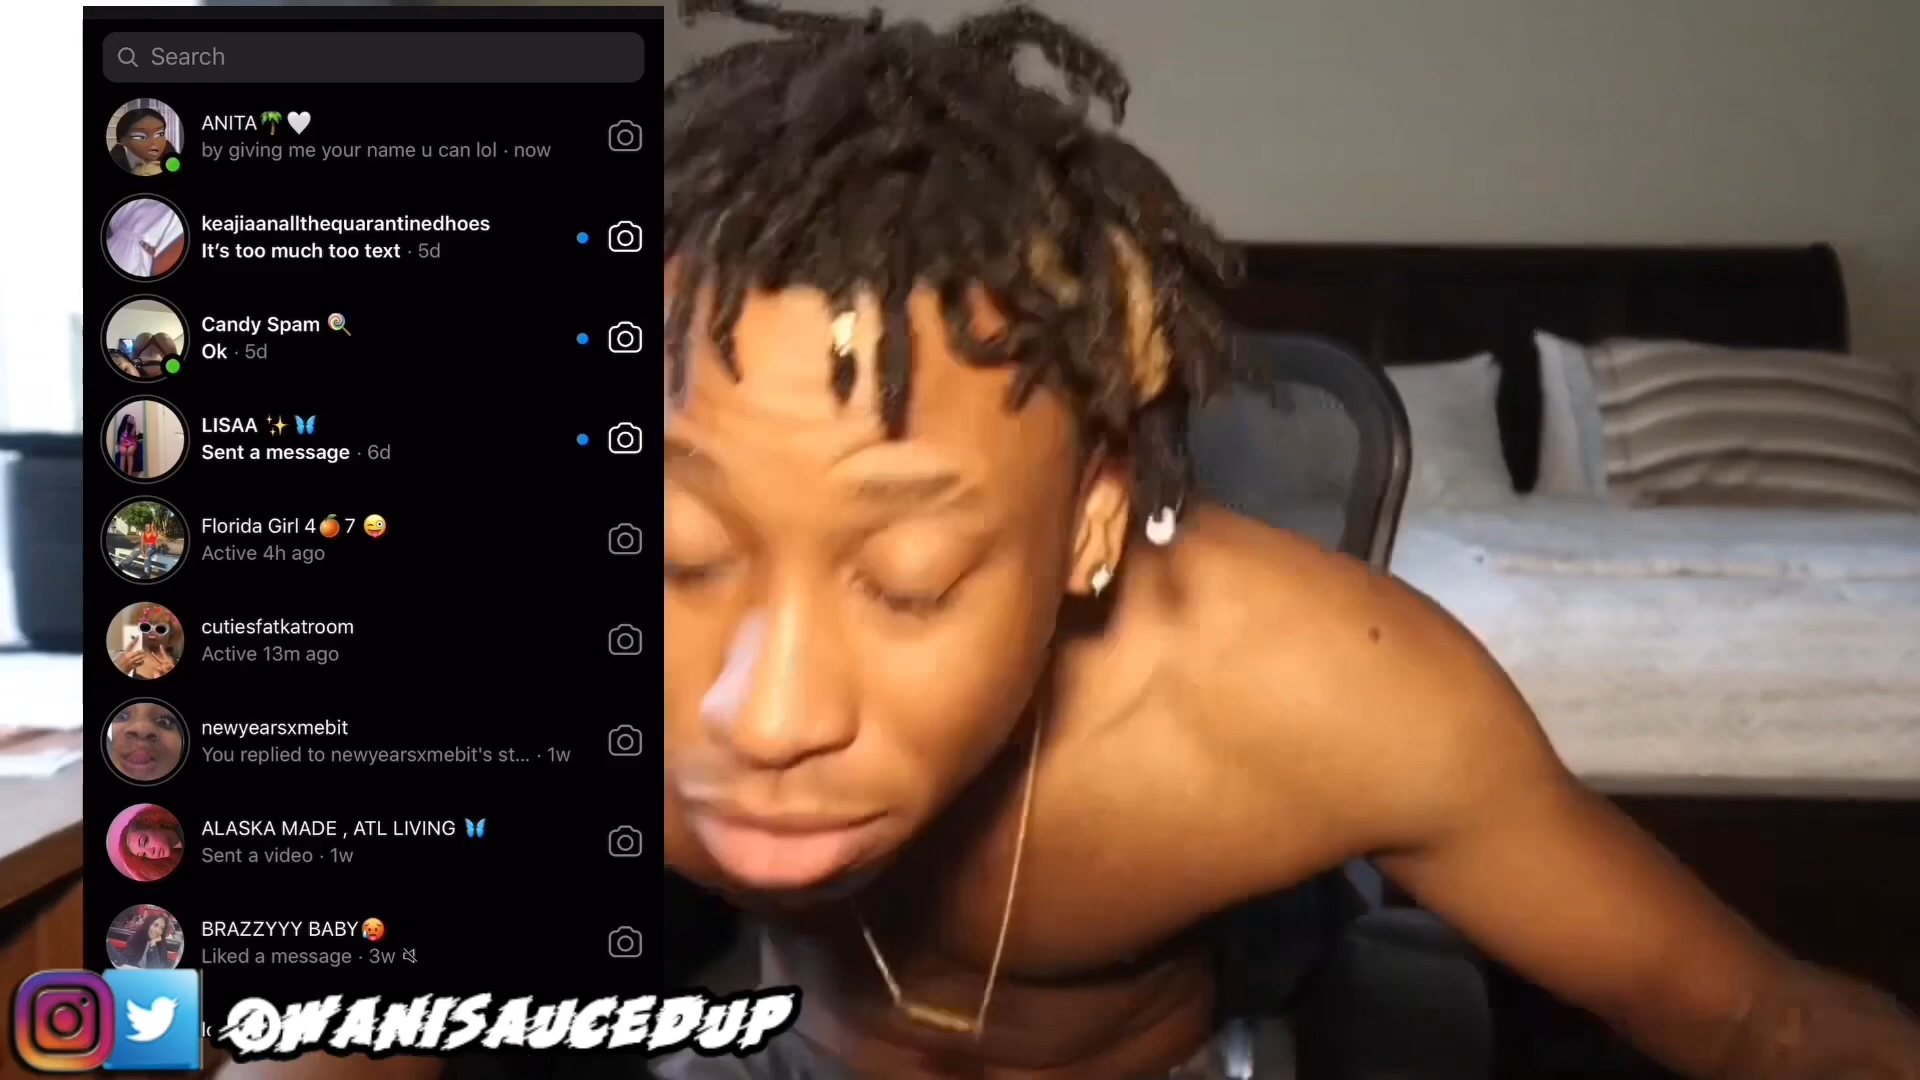 Search
ANITA🌴🤍
by giving me your name u can lol · now
keajiaanallthequarantinedhoes
It's too much too text · 5d
Candy Spam 🍭
Ok · 5d
LISAA ✨🦋
Sent a message · 6d
Florida Girl 4🍊7 😜
Active 4h ago
cutiesfatkatroom
Active 13m ago
newyearsxmebit
You replied to newyearsxmebit's st... · 1w
ALASKA MADE , ATL LIVING 🦋
Sent a video · 1w
BRAZZYYY BABY🥵
Liked a message · 3w
@WANISAUCEDUP